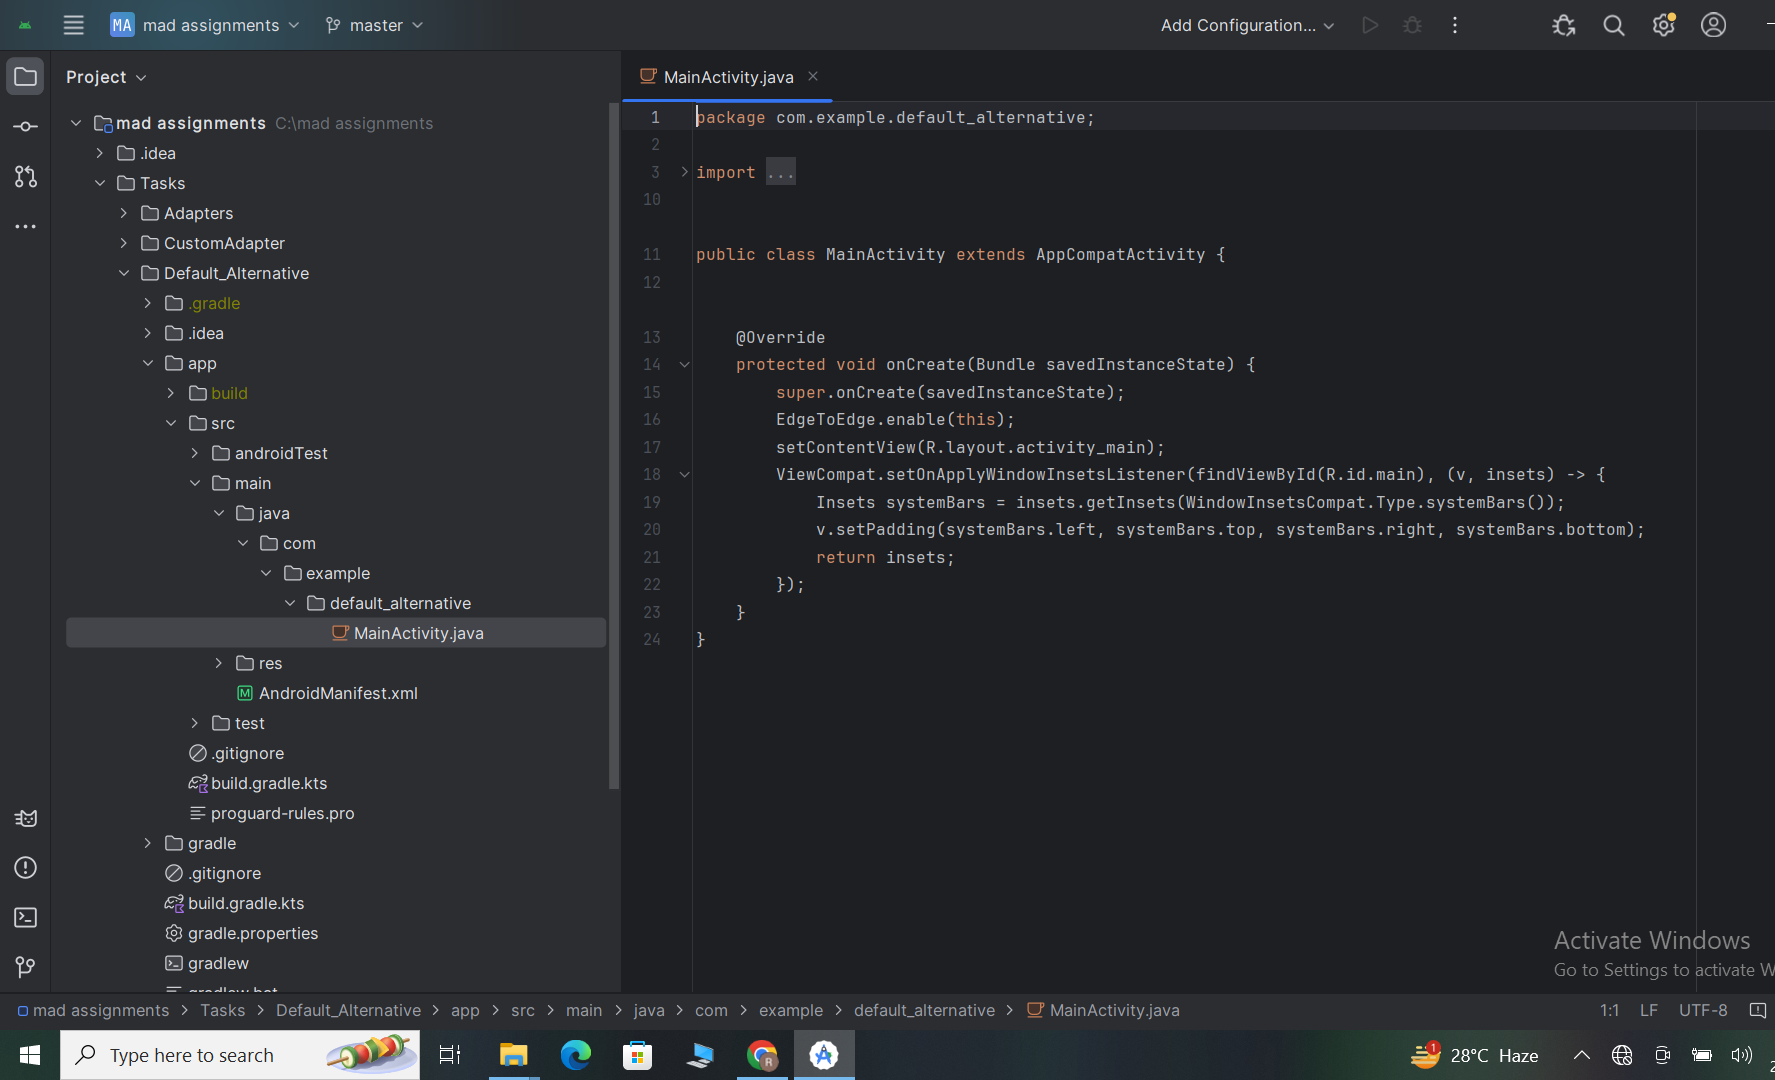 MA mad assignments
master
Add Configuration...
Project
MainActivity.java
mad assignments C:\mad assignments
.idea
Tasks
Adapters
CustomAdapter
Default_Alternative
.gradle
.idea
app
build
src
androidTest
main
java
com
example
default_alternative
MainActivity.java
res
AndroidManifest.xml
test
.gitignore
build.gradle.kts
proguard-rules.pro
gradle
.gitignore
build.gradle.kts
gradle.properties
gradlew
1 package com.example.default_alternative;
2
3 import ...
10
11 public class MainActivity extends AppCompatActivity {
12
13 @Override
14 protected void onCreate(Bundle savedInstanceState) {
15 super.onCreate(savedInstanceState);
16 EdgeToEdge.enable(this);
17 setContentView(R.layout.activity_main);
18 ViewCompat.setOnApplyWindowInsetsListener(findViewById(R.id.main), (v, insets) -> {
19 Insets systemBars = insets.getInsets(WindowInsetsCompat.Type.systemBars());
20 v.setPadding(systemBars.left, systemBars.top, systemBars.right, systemBars.bottom);
21 return insets;
22 });
23 }
24 }
Activate Windows
Go to Settings to activate W
mad assignments > Tasks > Default_Alternative > app > src > main > java > com > example > default_alternative > MainActivity.java
1:1 LF UTF-8
Type here to search
R
1
28°C Haze